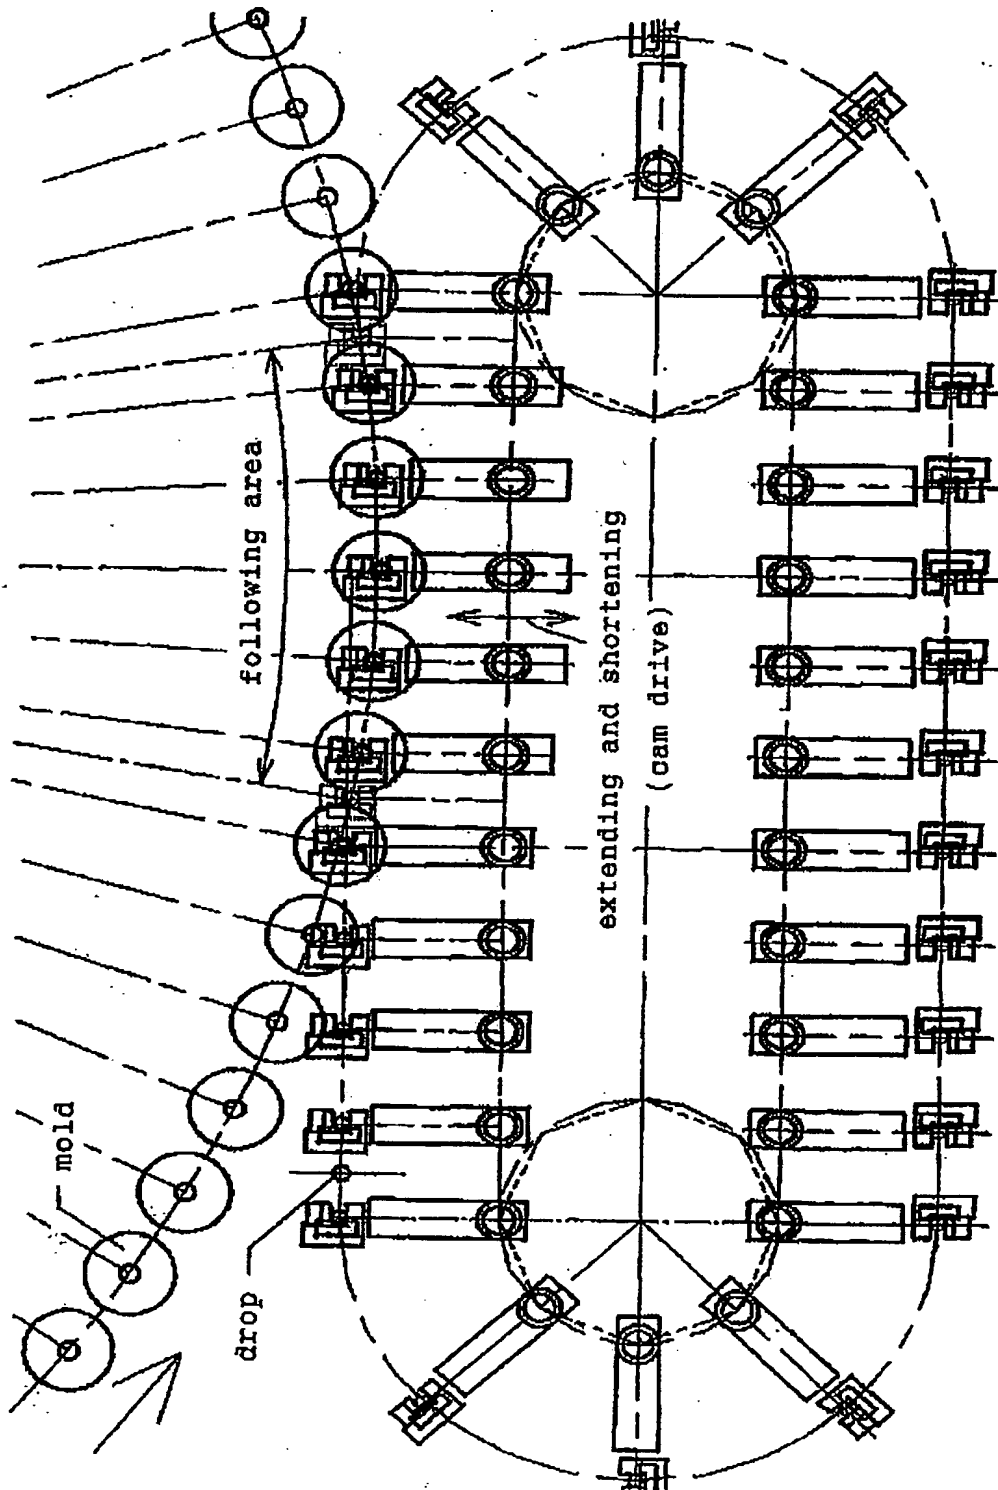 following area
extending and shortening
(cam drive)
mold
drop